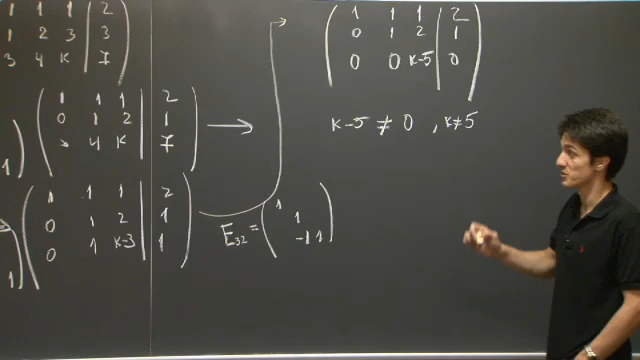 1 1 1 | 2
1 2 3 | 3
3 4 K | 7
1 1 1 | 2
0 1 2 | 1
4 K | 7
1)
1 1 1 | 2
0 1 2 | 1
0 1 K-3 | 1
1)
E32 = ( 1
1
-1 1 )
1 1 1 | 2
0 1 2 | 1
0 0 K-5 | 0
K-5 ≠ 0 , K≠5